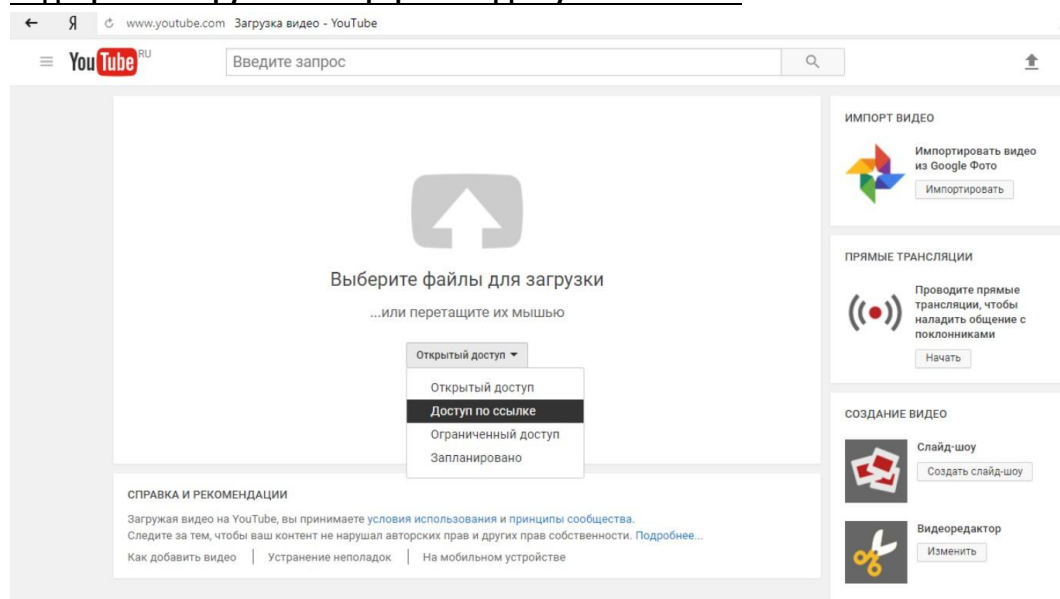 Я www.youtube.com Загрузка видео - YouTube
YouTube RU
Введите запрос
Выберите файлы для загрузки
...или перетащите их мышью
Открытый доступ
Открытый доступ
Доступ по ссылке
Ограниченный доступ
Запланировано
СПРАВКА И РЕКОМЕНДАЦИИ
Загружая видео на YouTube, вы принимаете условия использования и принципы сообщества.
Следите за тем, чтобы ваш контент не нарушал авторских прав и других прав собственности. Подробнее...
Как добавить видео | Устранение неполадок | На мобильном устройстве
ИМПОРТ ВИДЕО
Импортировать видео
из Google Фото
Импортировать
ПРЯМЫЕ ТРАНСЛЯЦИИ
Проводите прямые
трансляции, чтобы
наладить общение с
поклонниками
Начать
СОЗДАНИЕ ВИДЕО
Слайд-шоу
Создать слайд-шоу
Видеоредактор
Изменить